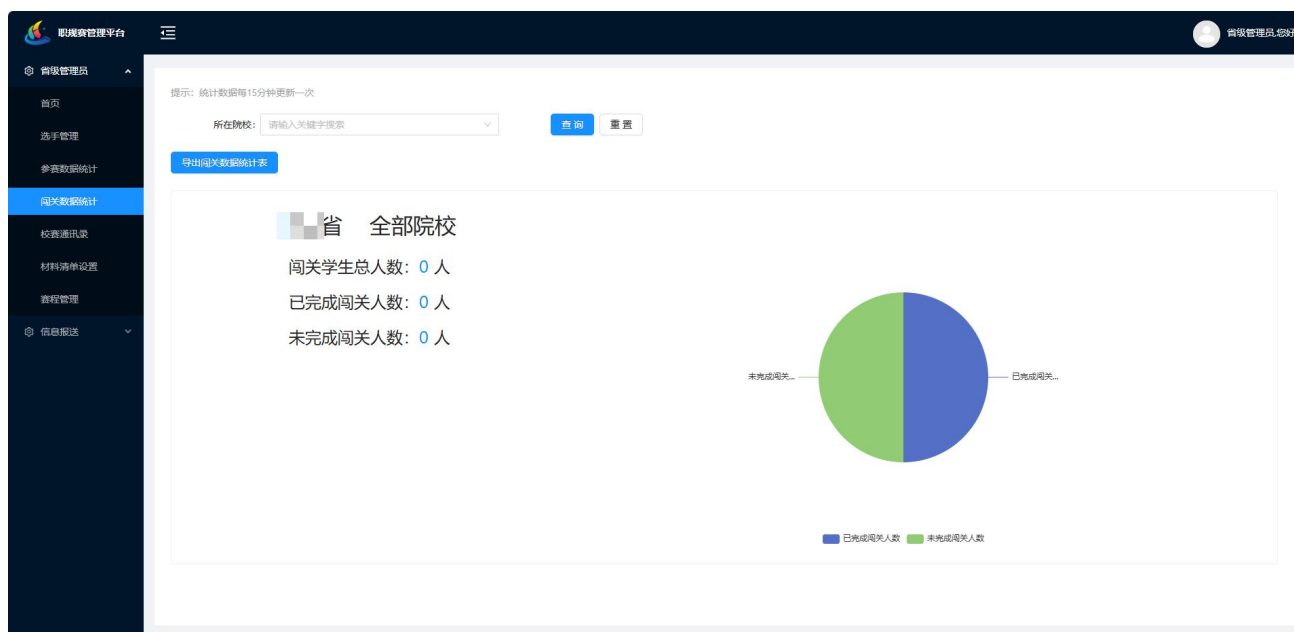 职规赛管理平台
省级管理员,您好
省级管理员
首页
选手管理
参赛数据统计
闯关数据统计
校赛通讯录
材料清单设置
赛程管理
信息报送
提示：统计数据每15分钟更新一次
所在院校： 请输入关键字搜索 查 询 重 置
导出闯关数据统计表
省 全部院校
闯关学生总人数：0 人
已完成闯关人数：0 人
未完成闯关人数：0 人
未完成闯关... 已完成闯关...
已完成闯关人数 未完成闯关人数